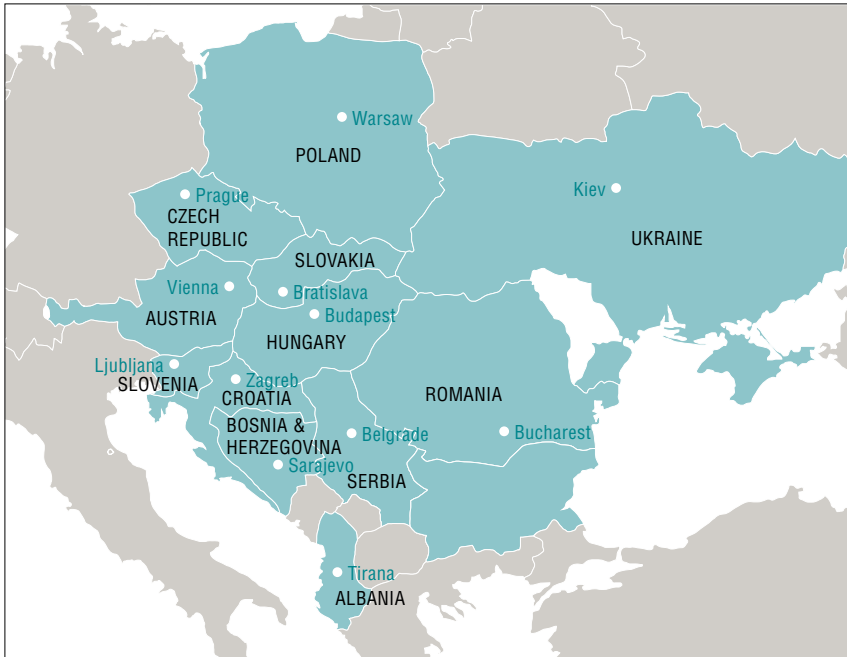 Warsaw
POLAND
Kiev
Prague
CZECH
REPUBLIC
UKRAINE
SLOVAKIA
Vienna
Bratislava
AUSTRIA
Budapest
HUNGARY
Ljubljana
SLOVENIA
Zagreb
CROATIA
ROMANIA
BOSNIA &
HERZEGOVINA
Belgrade
Bucharest
Sarajevo
SERBIA
Tirana
ALBANIA